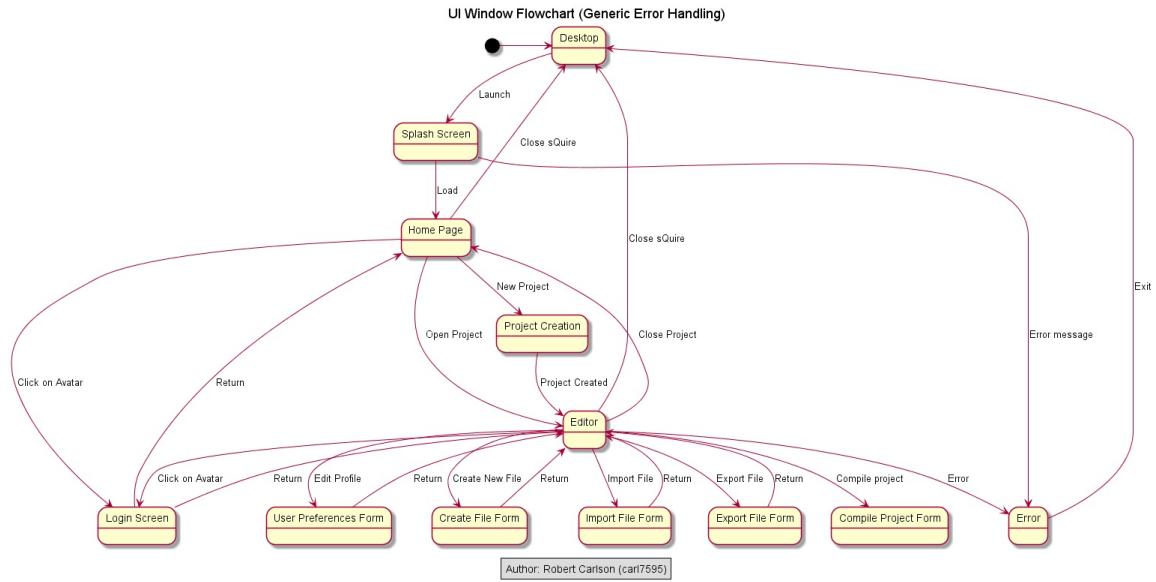 UI Window Flowchart (Generic Error Handling)
Desktop
Launch
Splash Screen
Close sQuire
Load
Home Page
Close sQuire
New Project
Exit
Project Creation
Open Project
Close Project
Error message
Click on Avatar
Return
Project Created
Editor
Click on Avatar
Return
Edit Profile
Return
Create New File
Return
Import File
Return
Export File
Return
Compile project
Error
Login Screen
User Preferences Form
Create File Form
Import File Form
Export File Form
Compile Project Form
Error
Author: Robert Carlson (carl7595)